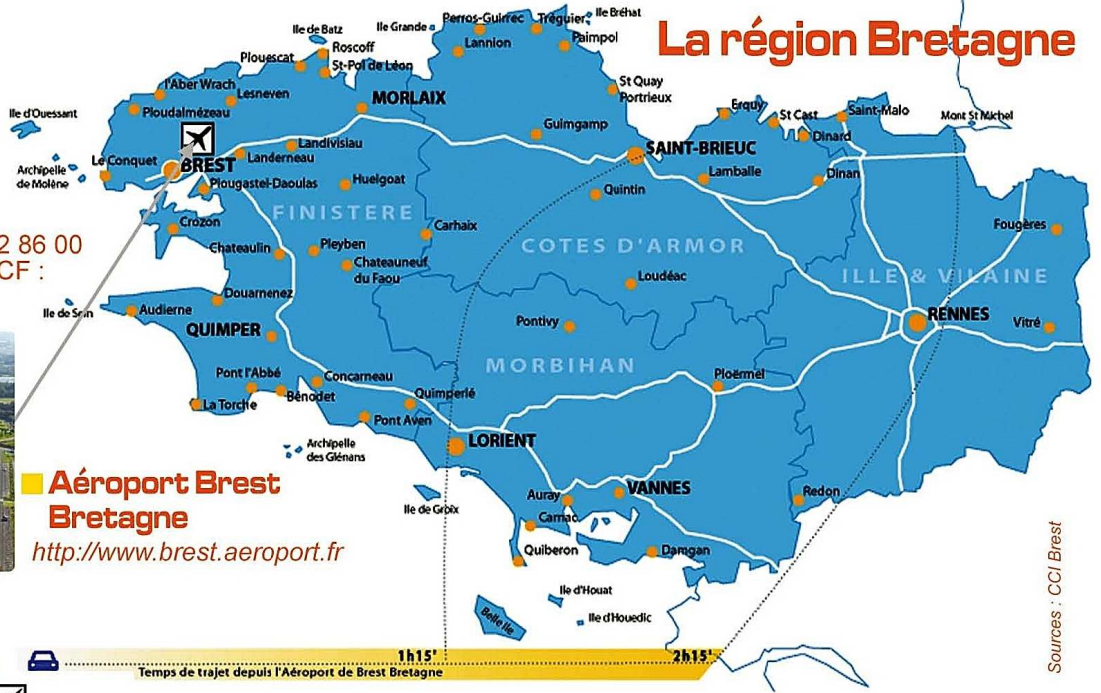 La région Bretagne
Ile de Batz
Ile Grande
Perros-Guirrec
Tréguier
Ile Bréhat
Roscoff
Lannion
Paimpol
Plouescat
St-Pol de Léon
l'Aber Wrach
Lesneven
MORLAIX
St Quay
Portrieux
Erquy
St Cast
Saint-Malo
Mont St Michel
Ile d'Ouessant
Ploudalmézeau
Guimgamp
Dinard
Landivisiau
SAINT-BRIEUC
Le Conquet
BREST
Landerneau
Archipelle
de Molène
Plougastel-Daoulas
Huelgoat
Quintin
Lamballe
Dinan
FINISTERE
Crozon
Carhaix
Fougères
2 86 00
CF :
Chateaulin
Pleyben
COTES D'ARMOR
Chateauneuf
du Faou
Loudéac
ILLE & VILAINE
Douarnenez
Ile de Sein
Audierne
QUIMPER
Pontivy
RENNES
Vitré
MORBIHAN
Pont l'Abbé
Concarneau
Ploërmel
La Torche
Bénodet
Quimperlé
Pont Aven
Archipelle
des Glénans
LORIENT
Aéroport Brest
Bretagne
http://www.brest.aeroport.fr
Ile de Groix
Auray
VANNES
Redon
Carnac
Quiberon
Damgan
Ile d'Houat
Belle Ile
Ile d'Houedic
1h15'
2h15'
Temps de trajet depuis l'Aéroport de Brest Bretagne
Sources : CCI Brest